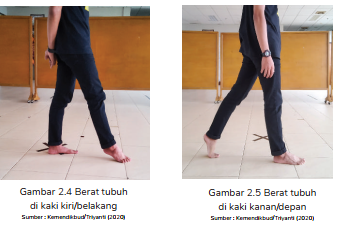 Gambar 2.4 Berat tubuh
di kaki kiri/belakang
Sumber : Kemendikbud/Triyanti (2020)
Gambar 2.5 Berat tubuh
di kaki kanan/depan
Sumber : Kemendikbud/Triyanti (2020)